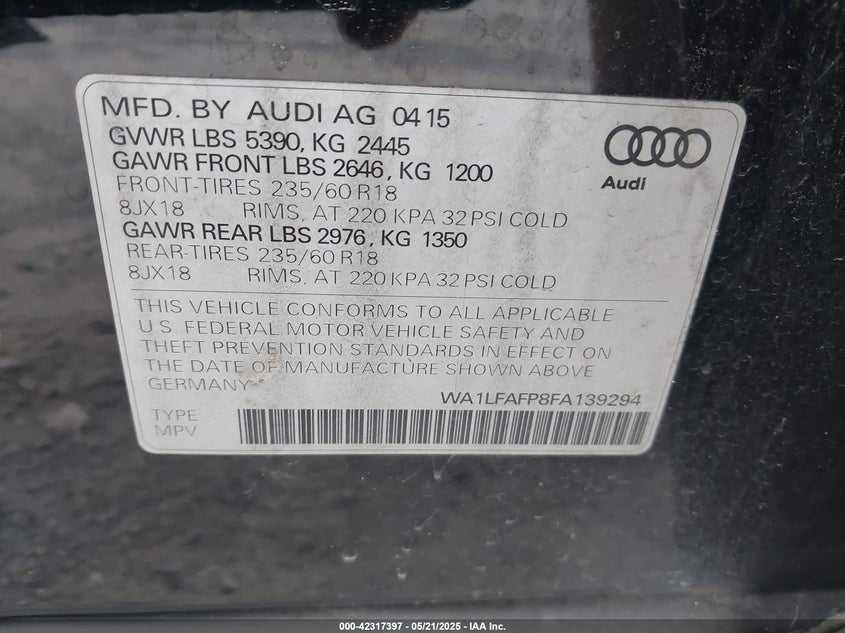 MFD. BY AUDI AG 04 15
GVWR LBS 5390, KG 2445
GAWR FRONT LBS 2646, KG 1200
FRONT-TIRES 235/60 R18
8JX18 RIMS, AT 220 KPA 32 PSI COLD
GAWR REAR LBS 2976, KG 1350
REAR-TIRES 235/60 R18
8JX18 RIMS, AT 220 KPA 32 PSI COLD
Audi
THIS VEHICLE CONFORMS TO ALL APPLICABLE
U.S. FEDERAL MOTOR VEHICLE SAFETY AND
THEFT PREVENTION STANDARDS IN EFFECT ON
THE DATE OF MANUFACTURE SHOWN ABOVE
GERMANY
WA1LFAFP8FA139294
TYPE
MPV
000-42317397 - 05/21/2025 - IAA Inc.